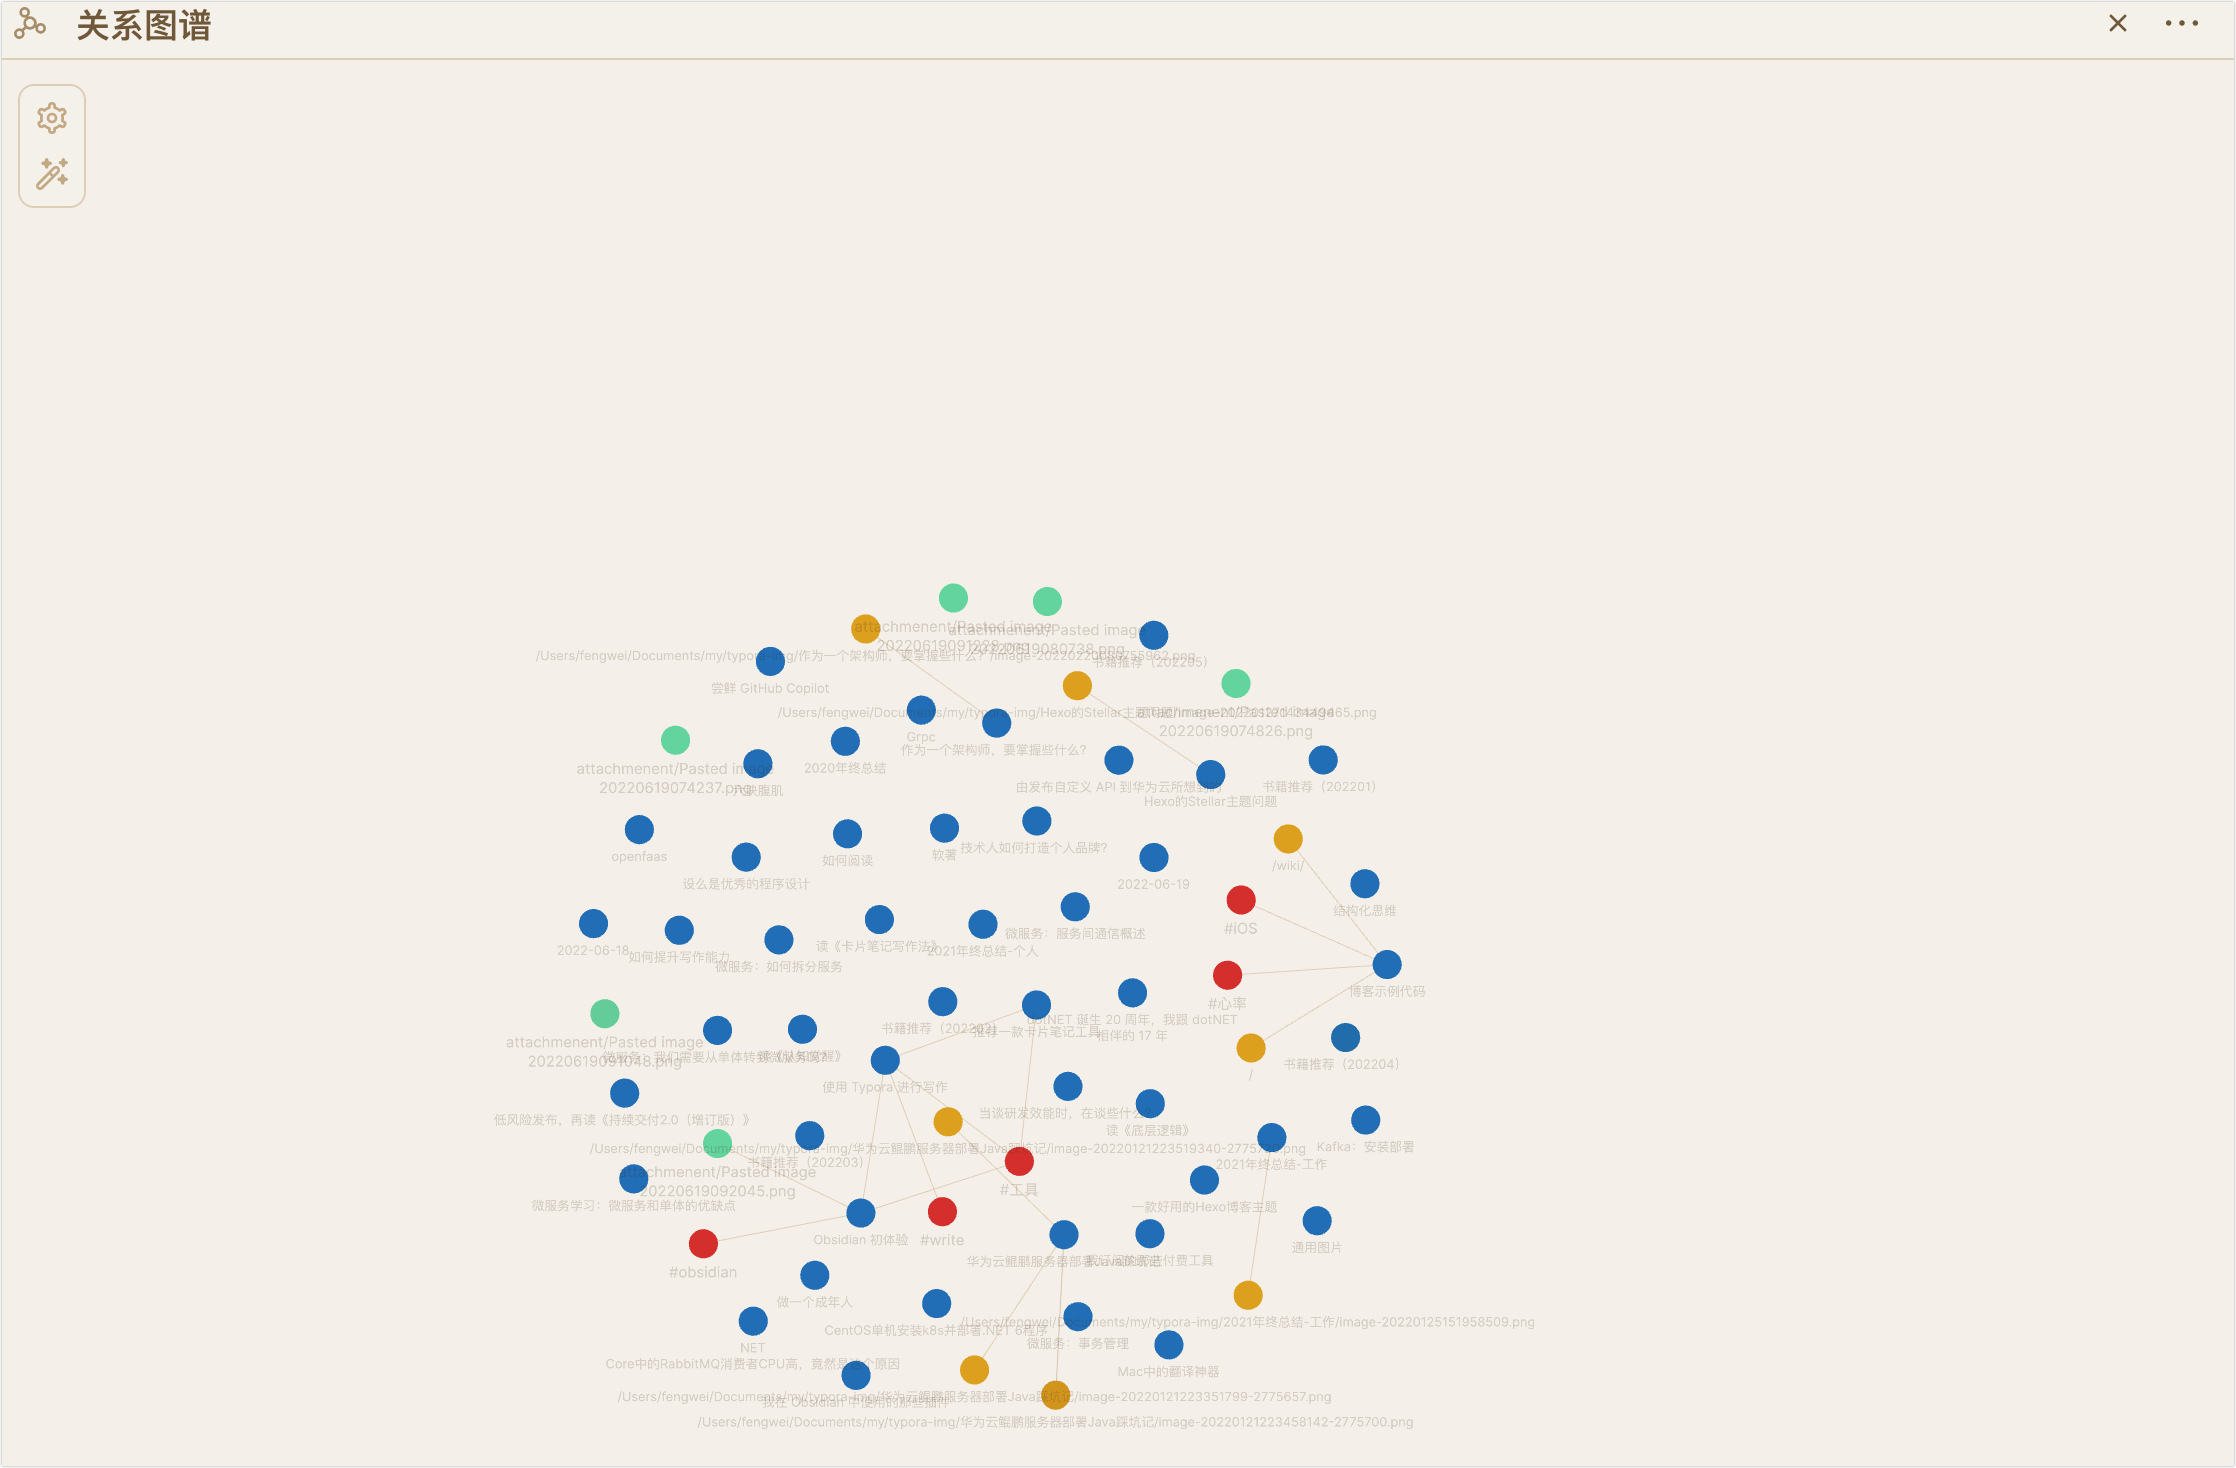 关系图谱
attachmenent/Pasted image
20220619091228.png
attachmenent/Pasted image
20220619080738.png
/Users/fengwei/Documents/my/typora-img/作为一个架构师，要掌握些什么？/image-20220220080755962.png
书籍推荐（202205）
尝鲜 GitHub Copilot
/Users/fengwei/Documents/my/typora-img/Hexo的Stellar主题问题
attachmenent/Pasted image
20220619074826.png
Grpc
作为一个架构师，要掌握些什么？
attachmenent/Pasted image
20220619074237.png
2020年终总结
由发布自定义 API 到华为云所想到的
书籍推荐（202201）
Hexo的Stellar主题问题
openfaas
如何阅读
软著
技术人如何打造个人品牌？
/wiki/
设么是优秀的程序设计
2022-06-19
结构化思维
#iOS
2022-06-18
如何提升写作能力
微服务：如何拆分服务
读《卡片笔记写作法》
2021年终总结-个人
微服务：服务间通信概述
博客示例代码
#心率
书籍推荐（202202）
推荐一款卡片笔记工具
dotNET 诞生 20 周年，我跟 dotNET
相伴的 17 年
attachmenent/Pasted image
20220619091048.png
书籍推荐（202204）
/
使用 Typora 进行写作
低风险发布，再读《持续交付2.0（增订版）》
当谈研发效能时，在谈些什么
读《底层逻辑》
/Users/fengwei/Documents/my/typora-img/华为云鲲鹏服务器部署Java踩坑记/image-20220121223519340-2775
Kafka：安装部署
书籍推荐（202203）
2021年终总结-工作
attachmenent/Pasted image
20220619092045.png
#工具
微服务学习：微服务和单体的优缺点
一款好用的Hexo博客主题
Obsidian 初体验
#write
通用图片
华为云鲲鹏服务器部署Java踩坑记
付费工具
#obsidian
做一个成年人
CentOS单机安装k8s并部署.NET 6程序
/Users/fengwei/Documents/my/typora-img/2021年终总结-工作/image-20220125151958509.png
微服务：事务管理
NET
Core中的RabbitMQ消费者CPU高，竟然是这个原因
Mac中的翻译神器
/Users/fengwei/Documents/my/typora-img/华为云鲲鹏服务器部署Java踩坑记/image-20220121223351799-2775657.png
我在 Obsidian 中使用的那些插件
/Users/fengwei/Documents/my/typora-img/华为云鲲鹏服务器部署Java踩坑记/image-20220121223458142-2775700.png